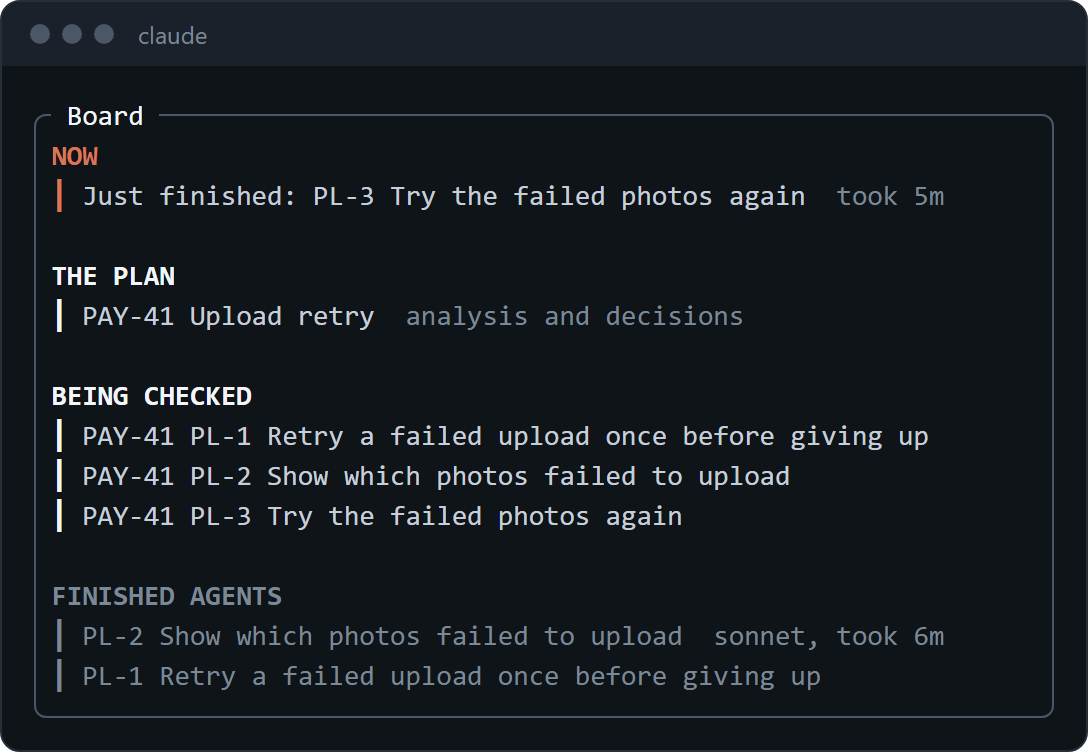 claude
Board
NOW
Just finished: PL-3 Try the failed photos again  took 5m
THE PLAN
PAY-41 Upload retry  analysis and decisions
BEING CHECKED
PAY-41 PL-1 Retry a failed upload once before giving up
PAY-41 PL-2 Show which photos failed to upload
PAY-41 PL-3 Try the failed photos again
FINISHED AGENTS
PL-2 Show which photos failed to upload  sonnet, took 6m
PL-1 Retry a failed upload once before giving up